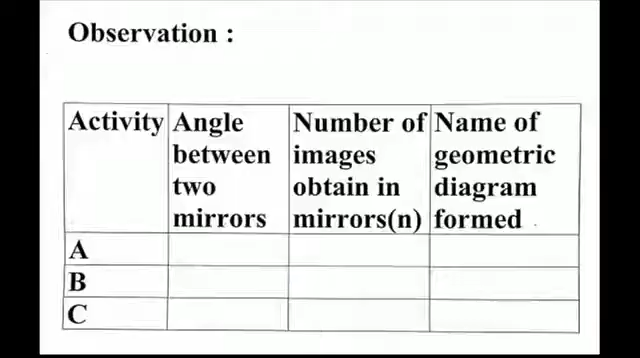 Observation :
Activity Angle Number of Name of
between images geometric
two obtain in diagram
mirrors mirrors(n) formed
A
B
C